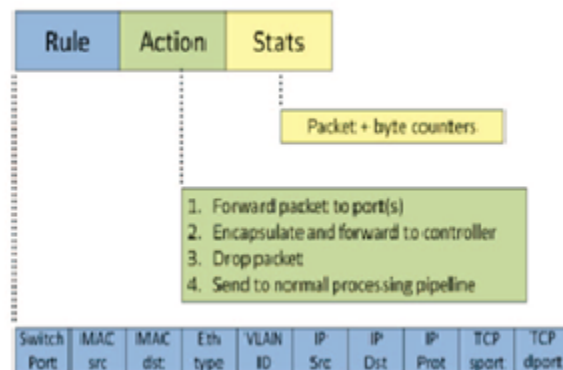 Rule Action Stats
Packet + byte counters
1. Forward packet to port(s)
2. Encapsulate and forward to controller
3. Drop packet
4. Send to normal processing pipeline
Switch Port
MAC src
MAC dst
Eth type
VLAN ID
IP Src
IP Dst
IP Prot
TCP sport
TCP dport